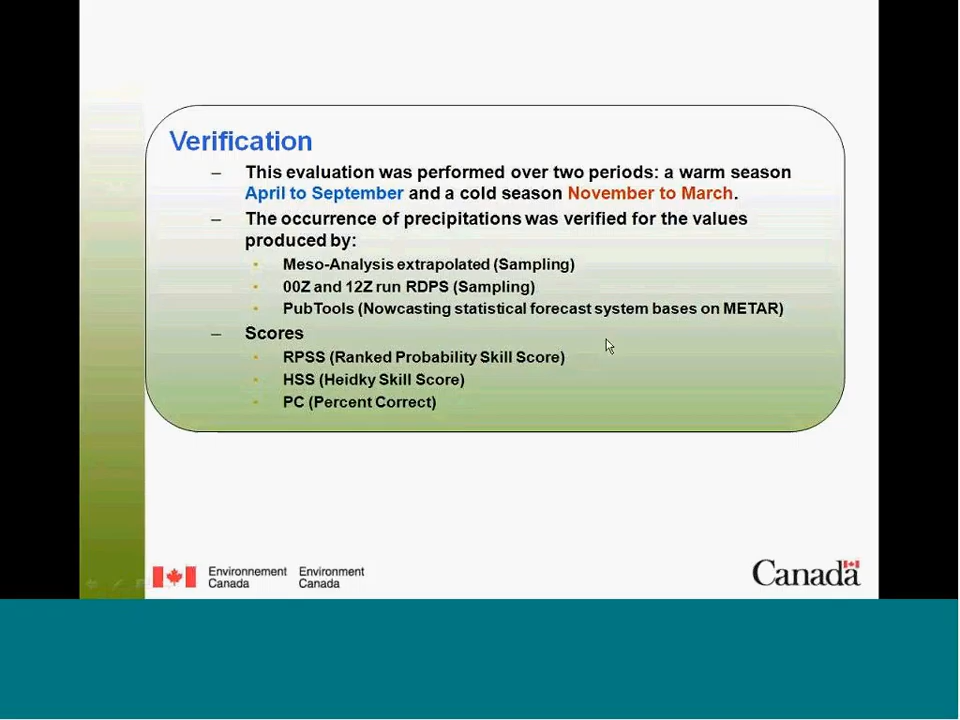 Verification
– This evaluation was performed over two periods: a warm season
April to September and a cold season November to March.
– The occurrence of precipitations was verified for the values
produced by:
• Meso-Analysis extrapolated (Sampling)
• 00Z and 12Z run RDPS (Sampling)
• PubTools (Nowcasting statistical forecast system bases on METAR)
– Scores
• RPSS (Ranked Probability Skill Score)
• HSS (Heidky Skill Score)
• PC (Percent Correct)
Environnement Environment
Canada Canada
Canada